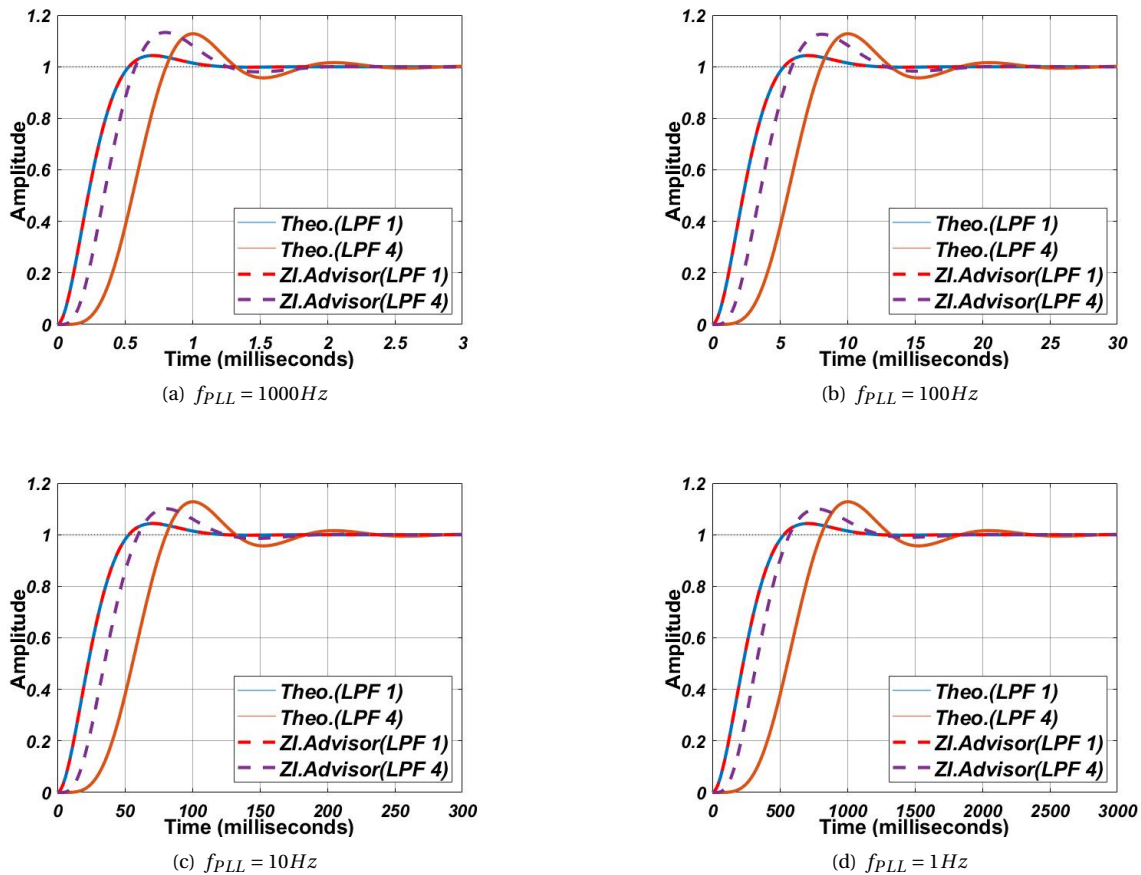 1.2
1
0.8
0.6
0.4
0.2
0
Amplitude
Theo.(LPF 1)
Theo.(LPF 4)
ZI.Advisor(LPF 1)
ZI.Advisor(LPF 4)
0 0.5 1 1.5 2 2.5 3
Time (milliseconds)
(a) fPLL = 1000Hz
1.2
1
0.8
0.6
0.4
0.2
0
Amplitude
Theo.(LPF 1)
Theo.(LPF 4)
ZI.Advisor(LPF 1)
ZI.Advisor(LPF 4)
0 5 10 15 20 25 30
Time (milliseconds)
(b) fPLL = 100Hz
1.2
1
0.8
0.6
0.4
0.2
0
Amplitude
Theo.(LPF 1)
Theo.(LPF 4)
ZI.Advisor(LPF 1)
ZI.Advisor(LPF 4)
0 50 100 150 200 250 300
Time (milliseconds)
(c) fPLL = 10Hz
1.2
1
0.8
0.6
0.4
0.2
0
Amplitude
Theo.(LPF 1)
Theo.(LPF 4)
ZI.Advisor(LPF 1)
ZI.Advisor(LPF 4)
0 500 1000 1500 2000 2500 3000
Time (milliseconds)
(d) fPLL = 1Hz